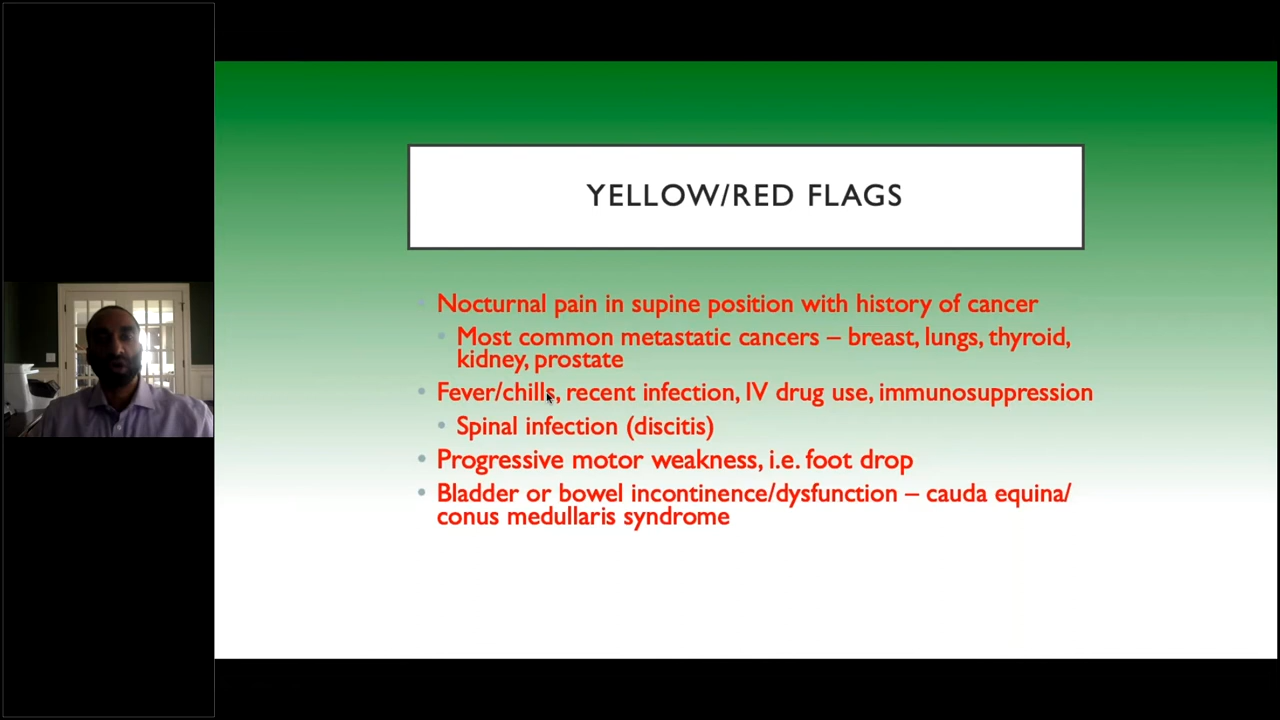 YELLOW/RED FLAGS
Nocturnal pain in supine position with history of cancer
Most common metastatic cancers – breast, lungs, thyroid,
kidney, prostate
Fever/chills, recent infection, IV drug use, immunosuppression
Spinal infection (discitis)
Progressive motor weakness, i.e. foot drop
Bladder or bowel incontinence/dysfunction – cauda equina/
conus medullaris syndrome